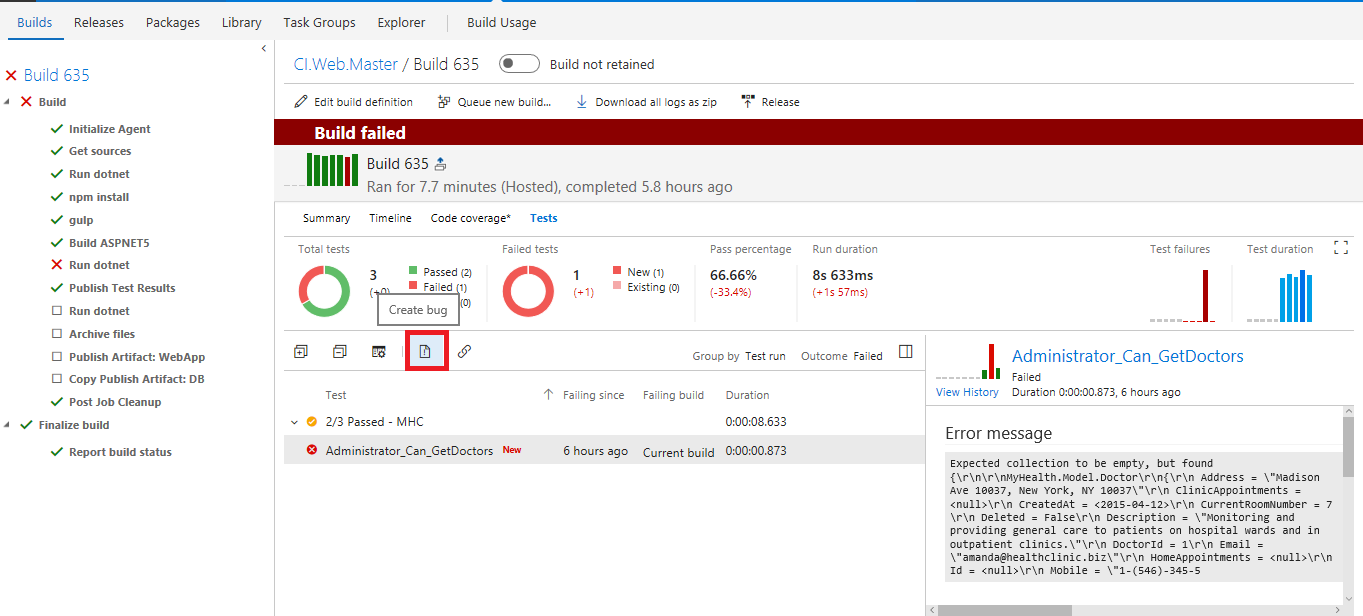 Builds Releases Packages Library Task Groups Explorer Build Usage
Build 635
Build
Initialize Agent
Get sources
Run dotnet
npm install
gulp
Build ASPNET5
Run dotnet
Publish Test Results
Run dotnet
Archive files
Publish Artifact: WebApp
Copy Publish Artifact: DB
Post Job Cleanup
Finalize build
Report build status
CI.Web.Master / Build 635 Build not retained
Edit build definition Queue new build... Download all logs as zip Release
Build failed
Build 635
Ran for 7.7 minutes (Hosted), completed 5.8 hours ago
Summary Timeline Code coverage* Tests
Total tests Failed tests Pass percentage Run duration Test failures Test duration
3 Passed (2) 1 New (1) 66.66% 8s 633ms
(+0) Failed (1) (+1) Existing (0) (-33.4%) (+1s 57ms)
(0)
Create bug
Group by Test run Outcome Failed
Test Failing since Failing build Duration
2/3 Passed - MHC 0:00:08.633
Administrator_Can_GetDoctors New 6 hours ago Current build 0:00:00.873
Administrator_Can_GetDoctors
Failed
View History Duration 0:00:00.873, 6 hours ago
Error message
Expected collection to be empty, but found
{\r\n\r\nMyHealth.Model.Doctor\r\n{\r\n Address = \"Madison
Ave 10037, New York, NY 10037\"\r\n ClinicAppointments =
<null>\r\n CreatedAt = <2015-04-12>\r\n CurrentRoomNumber = 7
\r\n Deleted = False\r\n Description = \"Monitoring and
providing general care to patients on hospital wards and in
outpatient clinics.\"\r\n DoctorId = 1\r\n Email =
\"amanda@healthclinic.biz\"\r\n HomeAppointments = <null>\r\n
Id = <null>\r\n Mobile = \"1-(546)-345-5